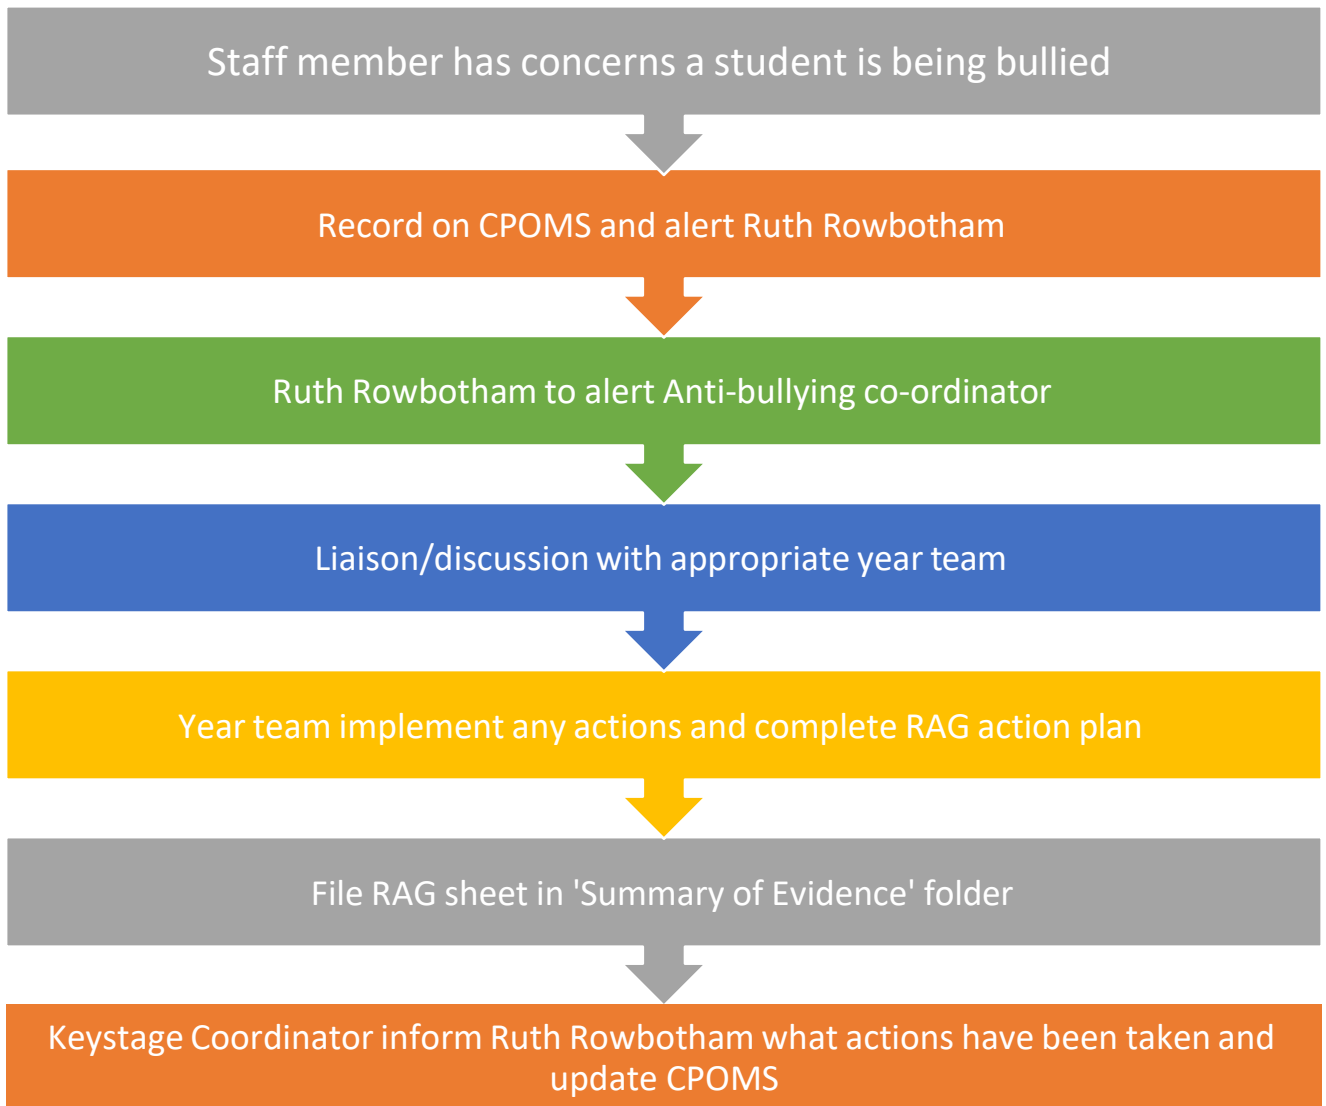 Staff member has concerns a student is being bullied
Record on CPOMS and alert Ruth Rowbotham
Ruth Rowbotham to alert Anti-bullying co-ordinator
Liaison/discussion with appropriate year team
Year team implement any actions and complete RAG action plan
File RAG sheet in 'Summary of Evidence' folder
Keystage Coordinator inform Ruth Rowbotham what actions have been taken and
update CPOMS